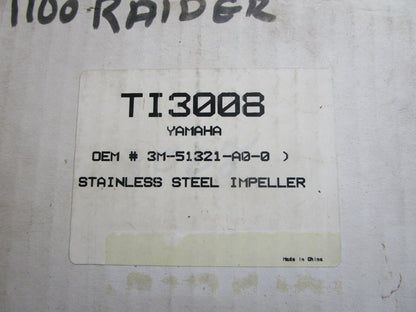 1100 RAIDER
TI3008
YAMAHA
OEM # 3M-51321-A0-0 )
STAINLESS STEEL IMPELLER
Made in China